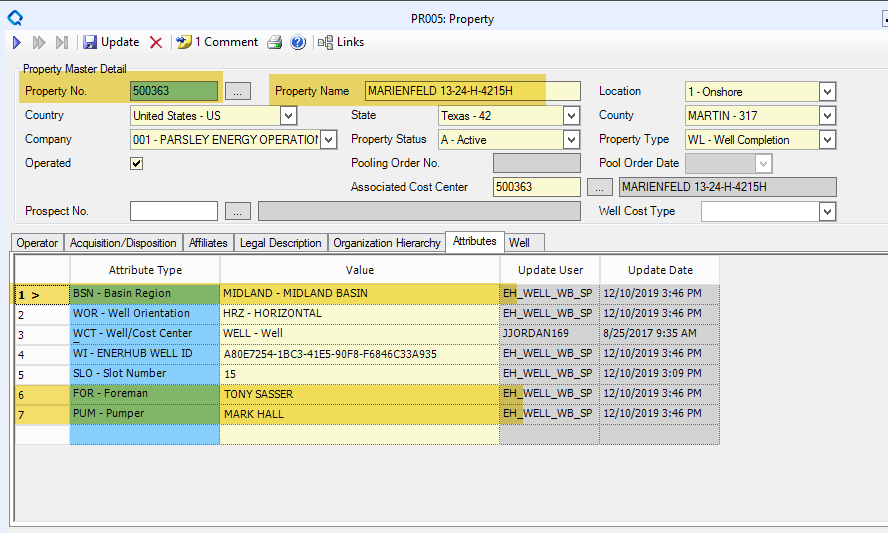 PR005: Property
Update 1 Comment Links
Property Master Detail
Property No. 500363 ... Property Name MARIENFELD 13-24-H-4215H Location 1 - Onshore
Country United States - US State Texas - 42 County MARTIN - 317
Company 001 - PARSLEY ENERGY OPERATION Property Status A - Active Property Type WL - Well Completion
Operated Pooling Order No. Pool Order Date
Associated Cost Center 500363 ... MARIENFELD 13-24-H-4215H
Prospect No. ... Well Cost Type
Operator Acquisition/Disposition Affiliates Legal Description Organization Hierarchy Attributes Well
Attribute Type Value Update User Update Date
1 > BSN - Basin Region MIDLAND - MIDLAND BASIN EH_WELL_WB_SP 12/10/2019 3:46 PM
2 WOR - Well Orientation HRZ - HORIZONTAL EH_WELL_WB_SP 12/10/2019 3:46 PM
3 WCT - Well/Cost Center WELL - Well JJORDAN169 8/25/2017 9:35 AM
4 WI - ENERHUB WELL ID A80E7254-1BC3-41E5-90F8-F6846C33A935 EH_WELL_WB_SP 12/10/2019 3:46 PM
5 SLO - Slot Number 15 EH_WELL_WB_SP 12/10/2019 3:09 PM
6 FOR - Foreman TONY SASSER EH_WELL_WB_SP 12/10/2019 3:46 PM
7 PUM - Pumper MARK HALL EH_WELL_WB_SP 12/10/2019 3:46 PM